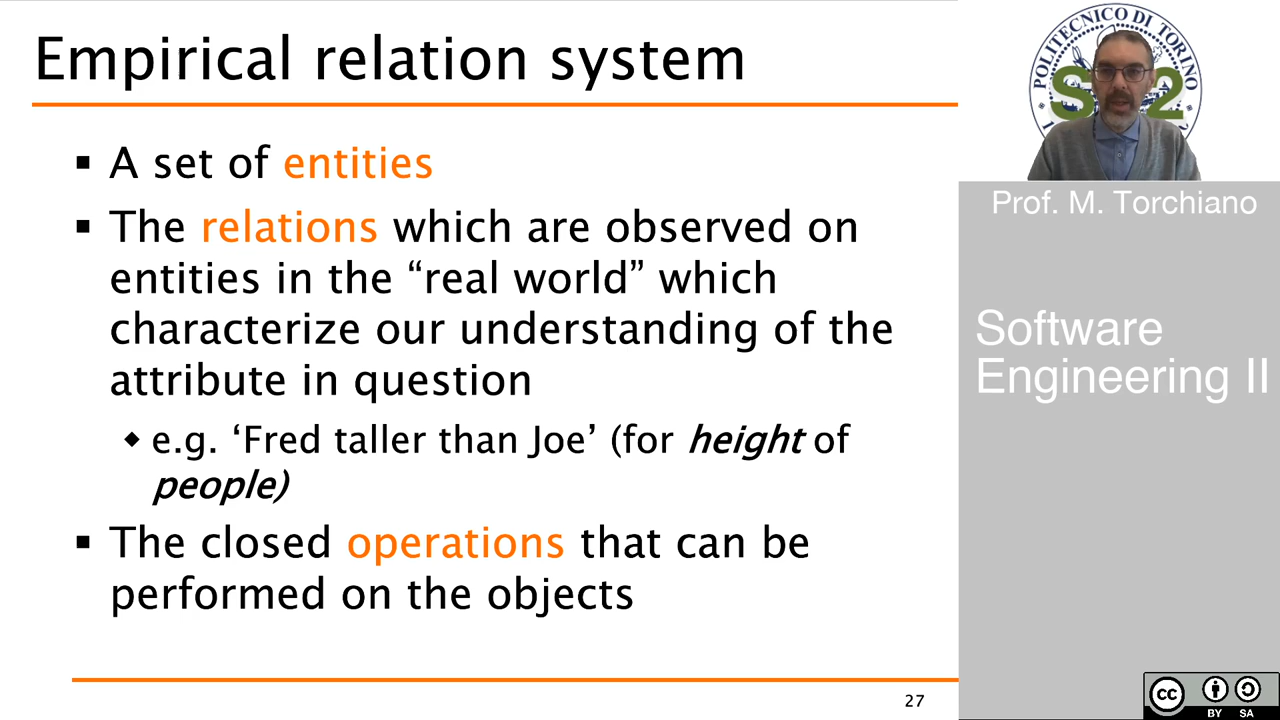 Empirical relation system
▪ A set of entities
▪ The relations which are observed on
entities in the “real world” which
characterize our understanding of the
attribute in question
◆ e.g. ‘Fred taller than Joe’ (for height of
people)
▪ The closed operations that can be
performed on the objects
27
POLITECNICO DI TORINO
S 2
Prof. M. Torchiano
Software
Engineering II
cc
BY SA